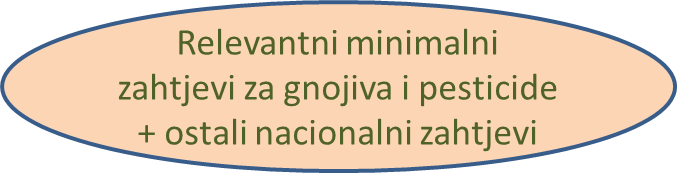 Relevantni minimalni
zahtjevi za gnojiva i pesticide
+ ostali nacionalni zahtjevi